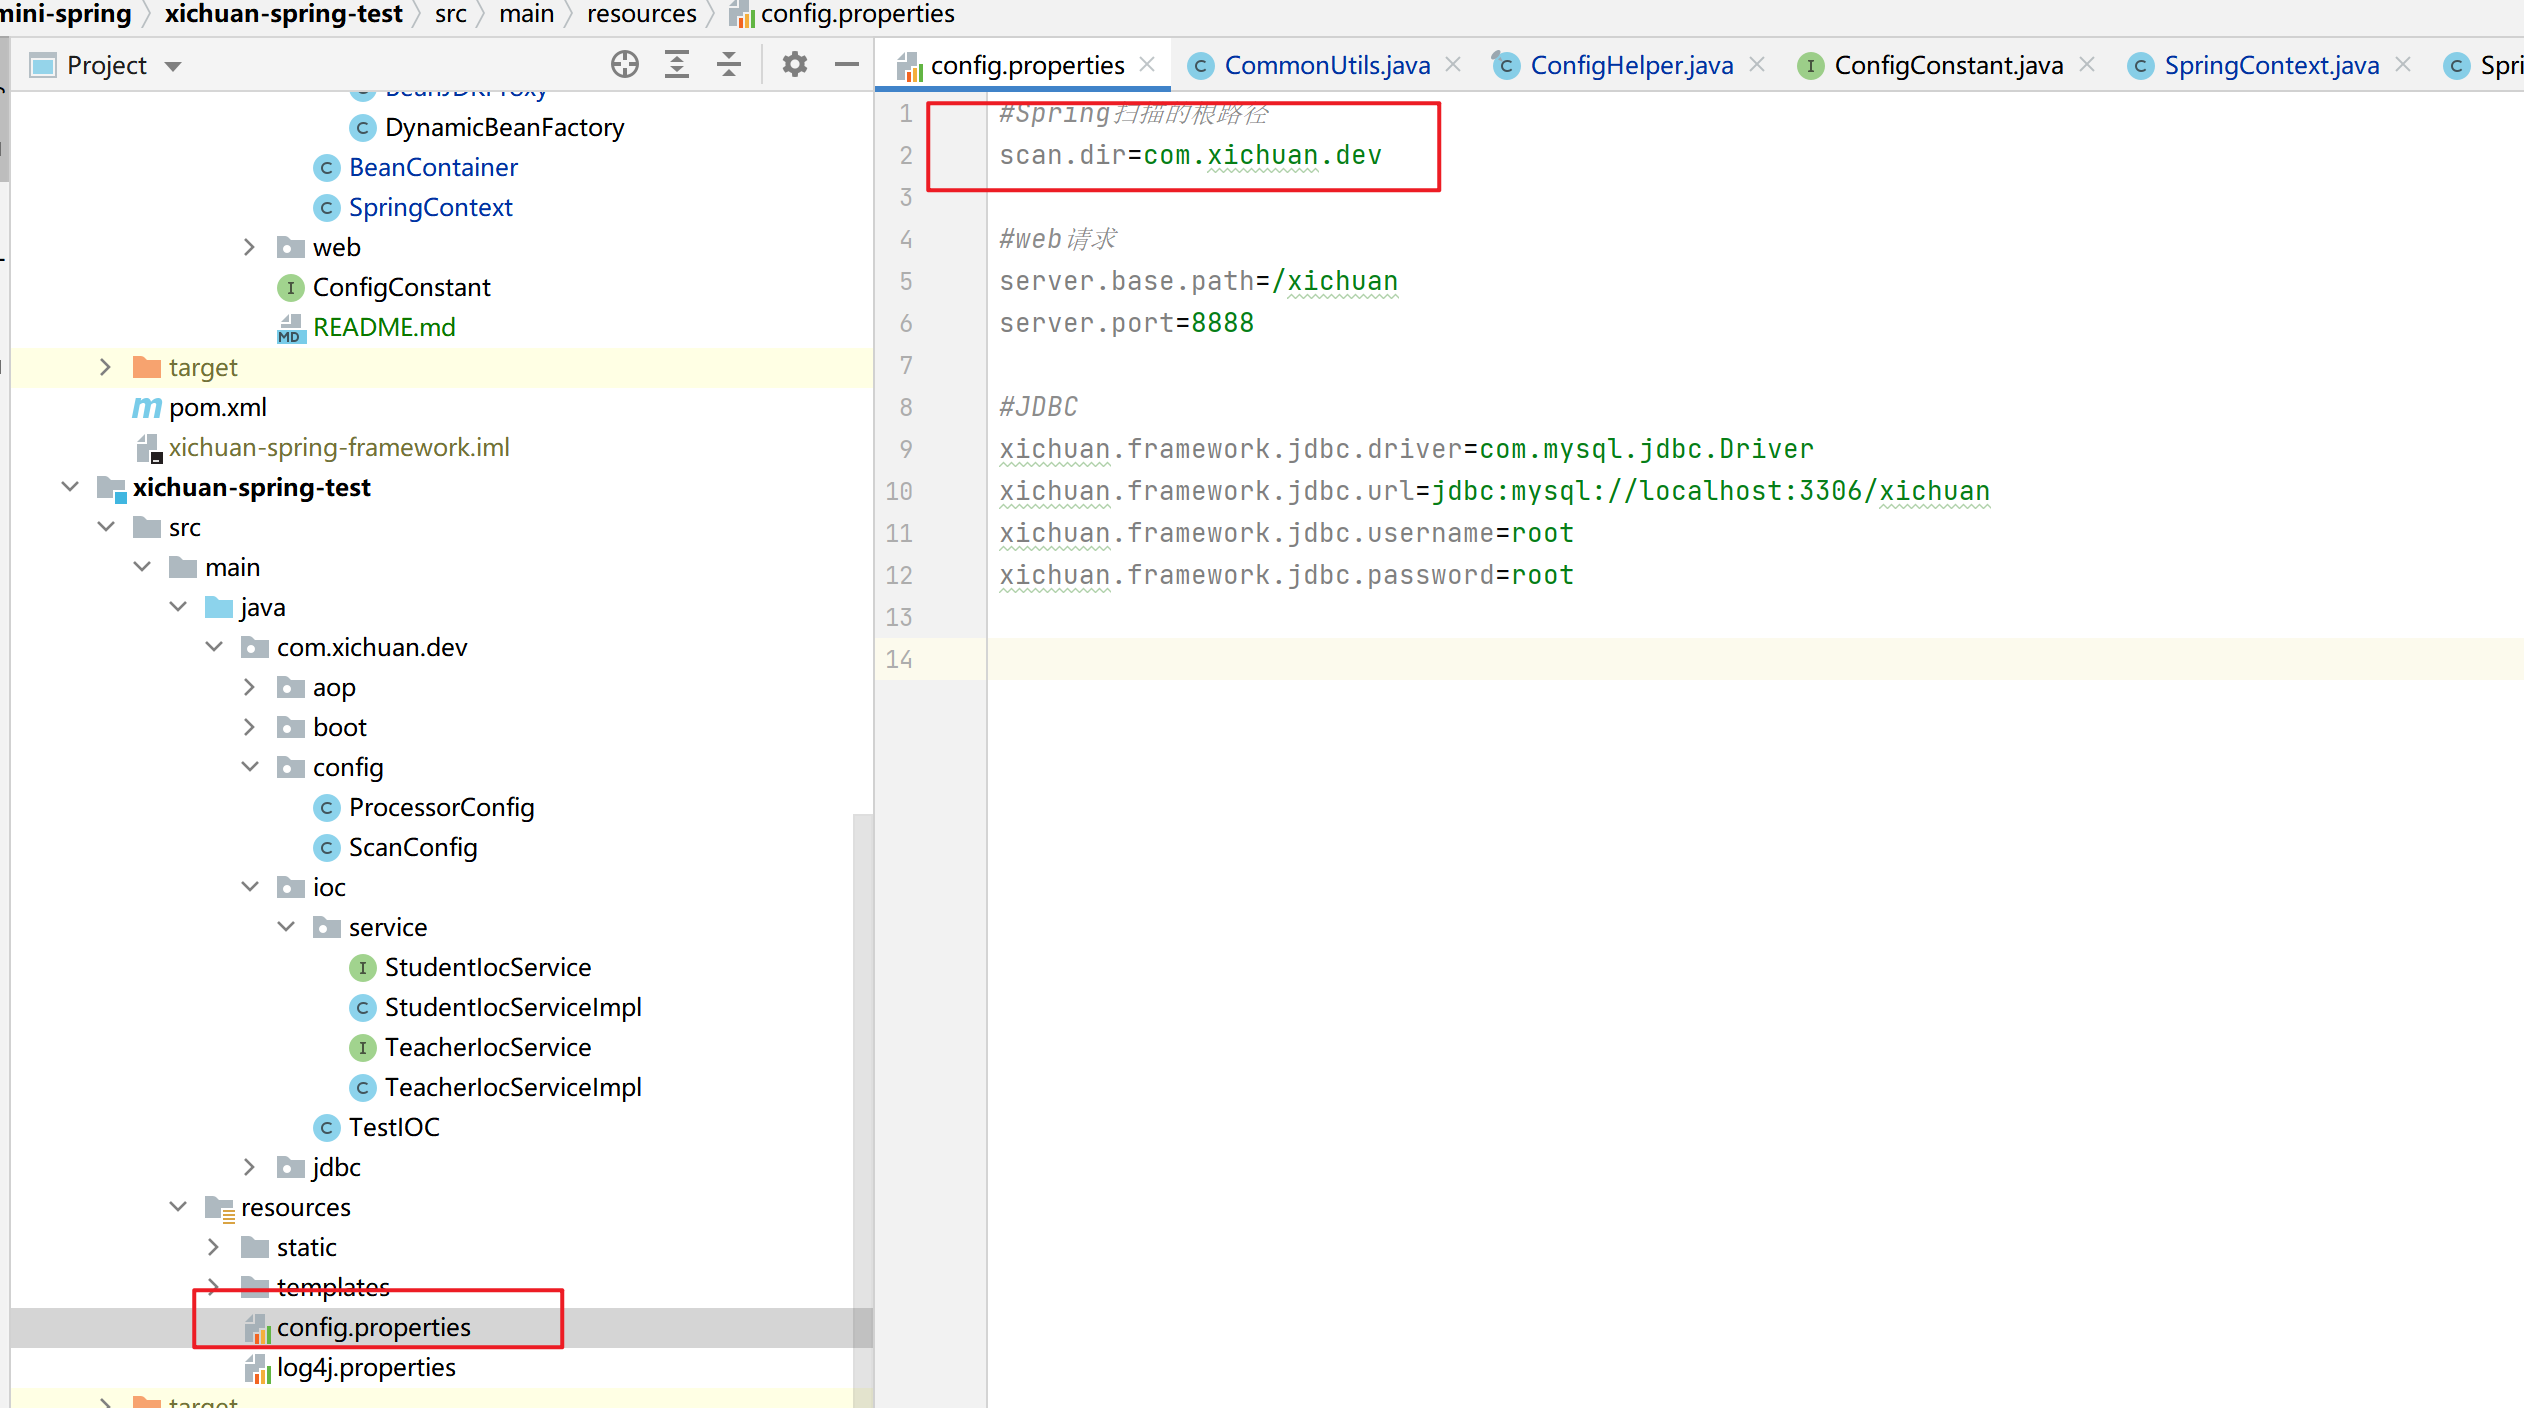 mini-spring xichuan-spring-test src main resources config.properties
Project
config.properties CommonUtils.java ConfigHelper.java ConfigConstant.java SpringContext.java Spri
BeanJDKProxy
DynamicBeanFactory
BeanContainer
SpringContext
web
ConfigConstant
README.md
target
pom.xml
xichuan-spring-framework.iml
xichuan-spring-test
src
main
java
com.xichuan.dev
aop
boot
config
ProcessorConfig
ScanConfig
ioc
service
StudentIocService
StudentIocServiceImpl
TeacherIocService
TeacherIocServiceImpl
TestIOC
jdbc
resources
static
templates
config.properties
log4j.properties
target
1 #Spring扫描的根路径
2 scan.dir=com.xichuan.dev
3
4 #web请求
5 server.base.path=/xichuan
6 server.port=8888
7
8 #JDBC
9 xichuan.framework.jdbc.driver=com.mysql.jdbc.Driver
10 xichuan.framework.jdbc.url=jdbc:mysql://localhost:3306/xichuan
11 xichuan.framework.jdbc.username=root
12 xichuan.framework.jdbc.password=root
13
14